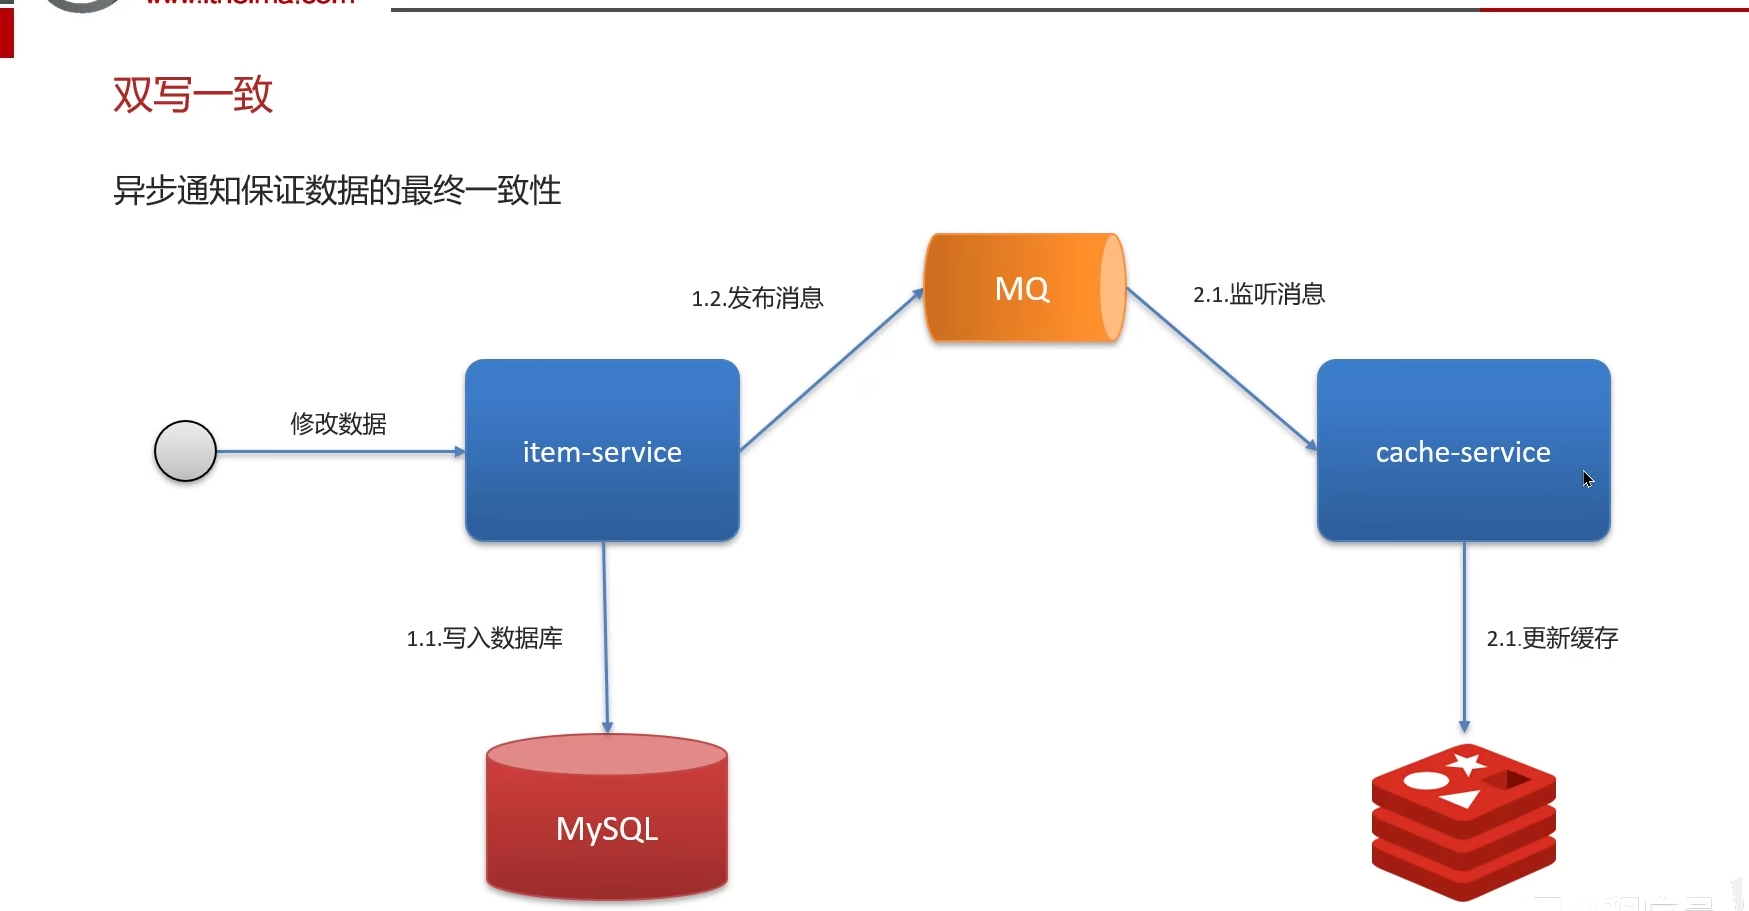 双写一致
异步通知保证数据的最终一致性
MQ
1.2.发布消息
2.1.监听消息
修改数据
item-service
cache-service
1.1.写入数据库
2.1.更新缓存
MySQL